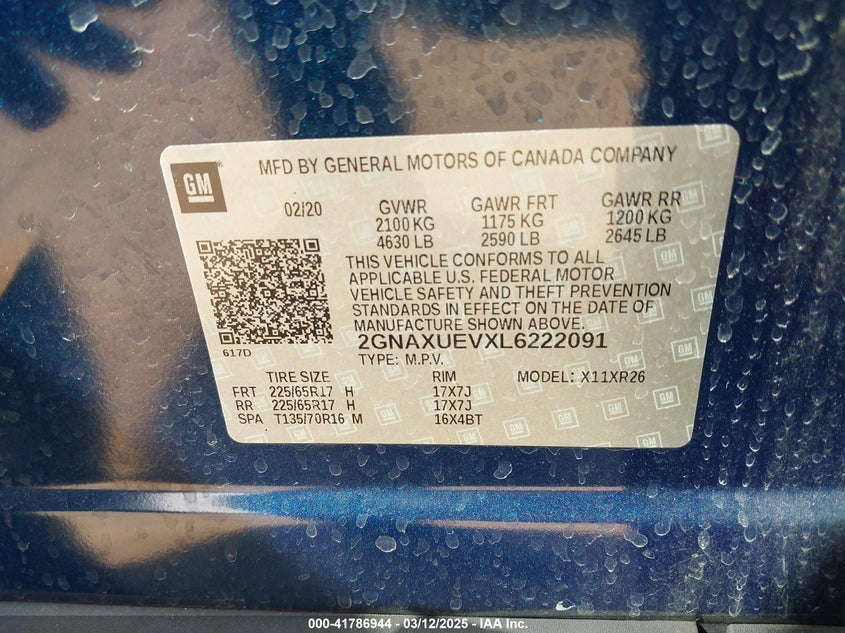 GM
MFD BY GENERAL MOTORS OF CANADA COMPANY
02/20 GVWR GAWR FRT GAWR RR
2100 KG 1175 KG 1200 KG
4630 LB 2590 LB 2645 LB
THIS VEHICLE CONFORMS TO ALL
APPLICABLE U.S. FEDERAL MOTOR
VEHICLE SAFETY AND THEFT PREVENTION
STANDARDS IN EFFECT ON THE DATE OF
MANUFACTURE SHOWN ABOVE.
617D 2GNAXUEVXL6222091
TYPE: M.P.V.
TIRE SIZE RIM MODEL: X11XR26
FRT 225/65R17 H 17X7J
RR 225/65R17 H 17X7J
SPA T135/70R16 M 16X4BT
000-41786944 - 03/12/2025 - IAA, Inc.